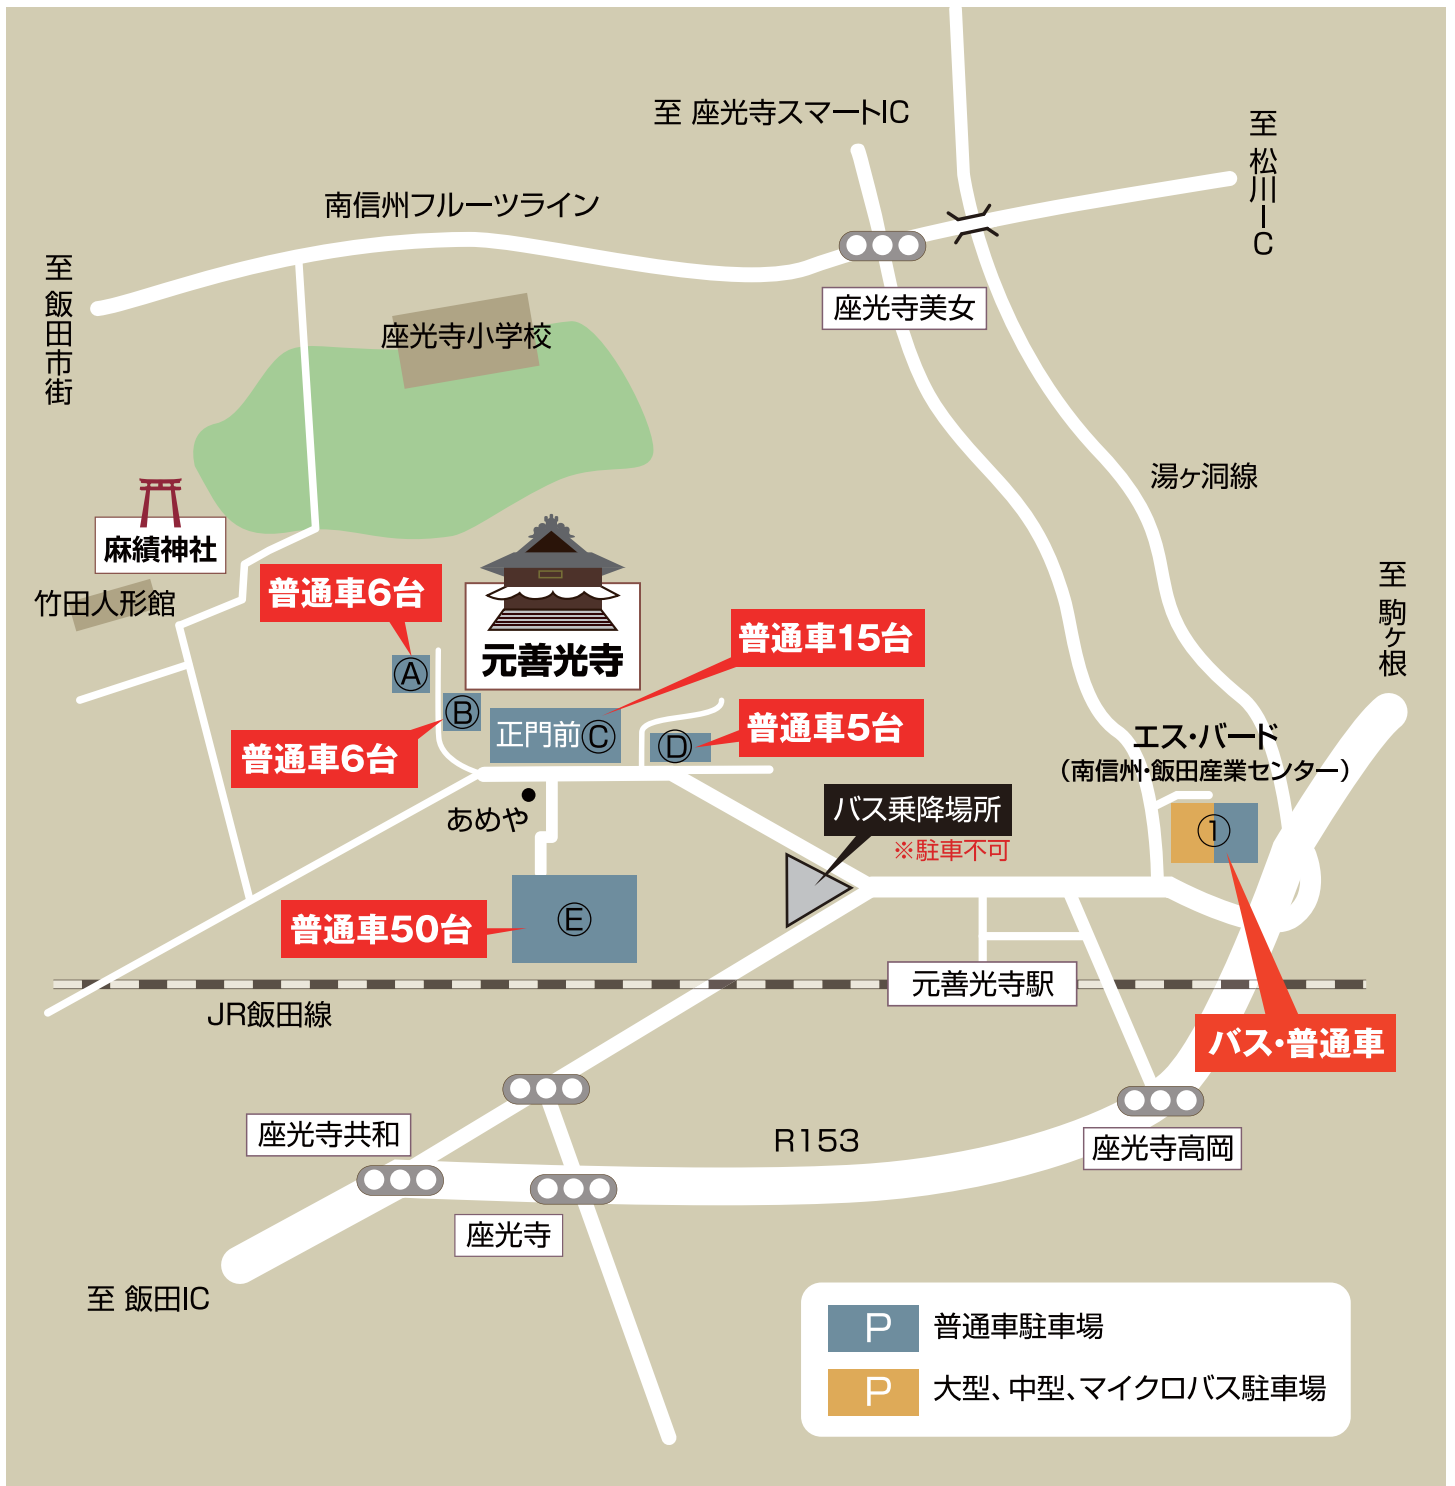 至 座光寺スマートIC
至 松川IC
南信州フルーツライン
至 飯田市街
座光寺美女
座光寺小学校
湯ヶ洞線
麻績神社
竹田人形館
普通車6台
元善光寺
至 駒ヶ根
普通車15台
A
B
正門前C
D
普通車5台
普通車6台
エス・バード
（南信州・飯田産業センター）
あめや
バス乗降場所
※駐車不可
①
E
普通車50台
元善光寺駅
JR飯田線
バス・普通車
座光寺共和
R153
座光寺高岡
座光寺
至 飯田IC
P 普通車駐車場
P 大型、中型、マイクロバス駐車場